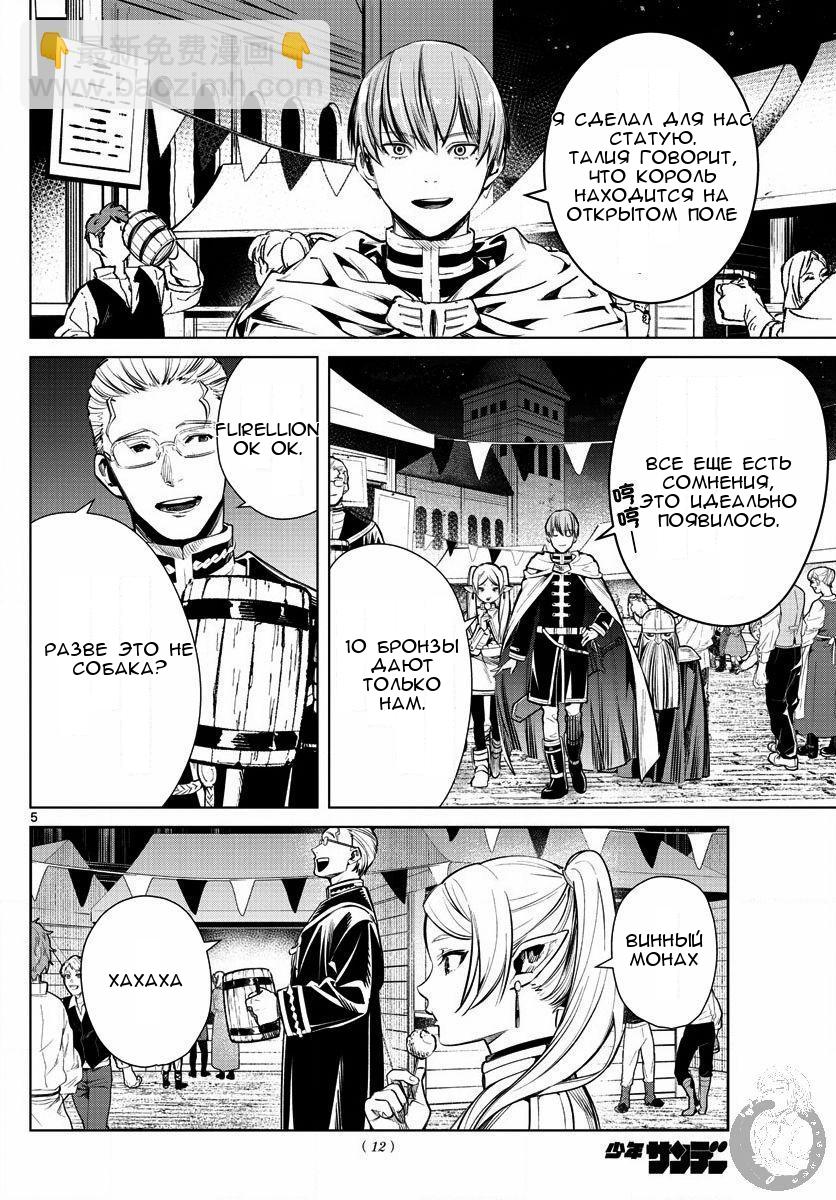 最新免费漫画
www.baozimh.com
Я СДЕЛАЛ ДЛЯ НАС
СТАТУЮ.
ТАЛИЯ ГОВОРИТ,
ЧТО КОРОЛЬ
НАХОДИТСЯ НА
ОТКРЫТОМ ПОЛЕ
ВСЕ ЕЩЕ ЕСТЬ
СОМНЕНИЯ,
ЭТО ИДЕАЛЬНО
ПОЯВИЛОСЬ.
哼
哼
10 БРОНЗЫ
ДАЮТ
ТОЛЬКО
НАМ.
FLIRELLION
OK OK.
РАЗВЕ ЭТО НЕ
СОБАКА?
5
ВИННЫЙ
МОНАХ
ХАХАХА
( 12 )
少年サンデー